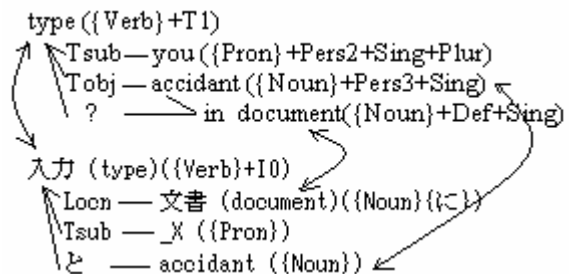 type({Verb}+T1)
Tsub—you({Pron}+Pers2+Sing+Plur)
Tobj—accidant({Noun}+Pers3+Sing)
? —— in document({Noun}+Def+Sing)
入力 (type)({Verb}+I0)
Locn — 文書 (document)({Noun}{に})
Tsub — _X ({Pron})
と — accidant ({Noun})